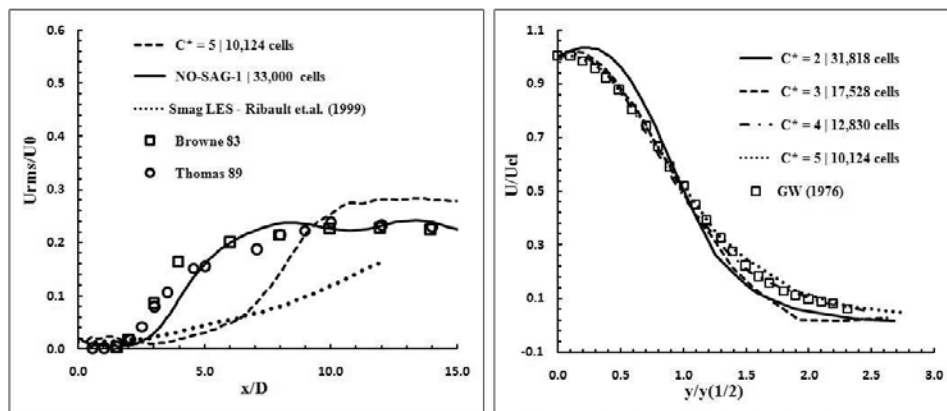 0.6
0.5
0.4
0.3
0.2
0.1
0.0
Urms/U0
C* = 5 | 10,124 cells
NO-SAG-1 | 33,000 cells
Smag LES - Ribault et.al. (1999)
Browne 83
Thomas 89
0.0 5.0 10.0 15.0
x/D
1.1
0.9
0.7
0.5
0.3
0.1
-0.1
U/Ucl
C* = 2 | 31,818 cells
C* = 3 | 17,528 cells
C* = 4 | 12,830 cells
C* = 5 | 10,124 cells
GW (1976)
0.0 0.5 1.0 1.5 2.0 2.5 3.0
y/y(1/2)